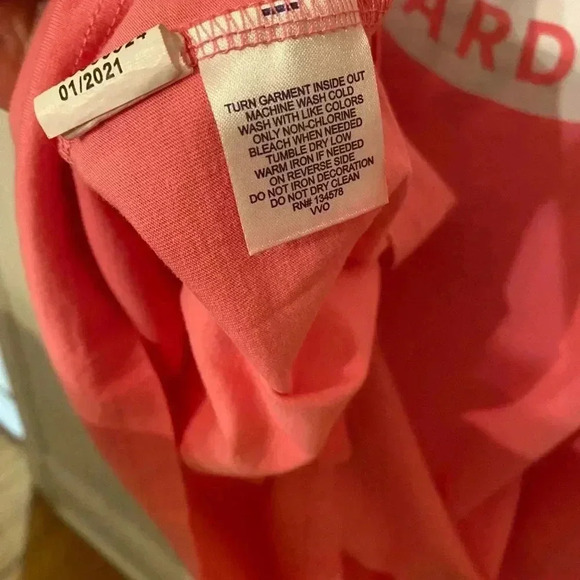 01/2021
TURN GARMENT INSIDE OUT
MACHINE WASH COLD
WASH WITH LIKE COLORS
ONLY NON-CHLORINE
BLEACH WHEN NEEDED
TUMBLE DRY LOW
WARM IRON IF NEEDED
ON REVERSE SIDE
DO NOT IRON DECORATION
DO NOT DRY CLEAN
RN# 134578
VVO
ARD